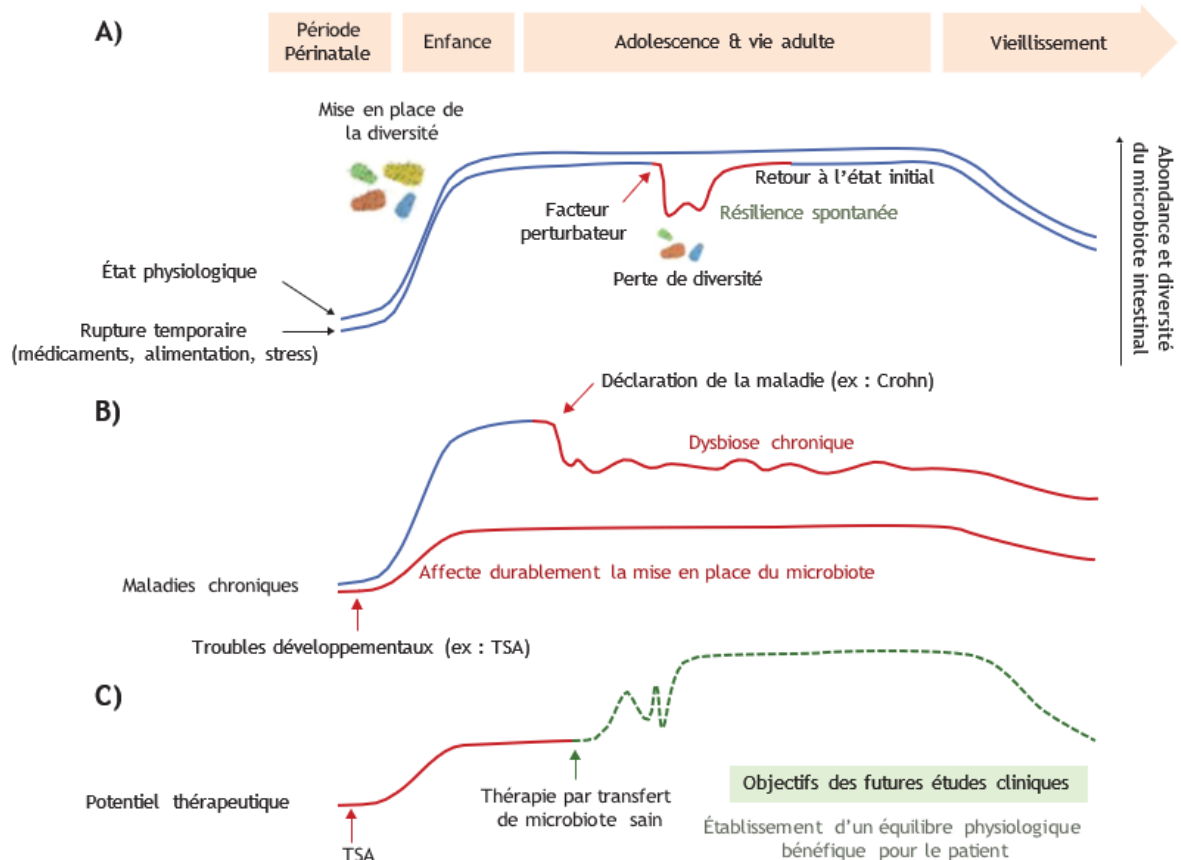 A)
Période
Périnatale
Enfance
Adolescence & vie adulte
Vieillissement
Mise en place de
la diversité
Abondance et diversité
du microbiote intestinal
Retour à l'état initial
Facteur
perturbateur
Résilience spontanée
Perte de diversité
État physiologique
Rupture temporaire
(médicaments, alimentation, stress)
B)
Déclaration de la maladie (ex : Crohn)
Dysbiose chronique
Maladies chroniques
Affecte durablement la mise en place du microbiote
Troubles développementaux (ex : TSA)
C)
Potentiel thérapeutique
TSA
Thérapie par transfert
de microbiote sain
Objectifs des futures études cliniques
Établissement d'un équilibre physiologique
bénéfique pour le patient